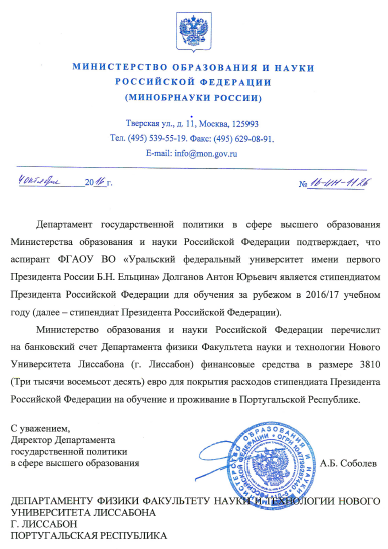 МИНИСТЕРСТВО ОБРАЗОВАНИЯ И НАУКИ
РОССИЙСКОЙ ФЕДЕРАЦИИ
(МИНОБРНАУКИ РОССИИ)
Тверская ул., д. 11, Москва, 125993
Тел. (495) 539-55-19. Факс: (495) 629-08-91.
E-mail: info@mon.gov.ru
2016 г. №
Департамент государственной политики в сфере высшего образования
Министерства образования и науки Российской Федерации подтверждает, что
аспирант ФГАОУ ВО «Уральский федеральный университет имени первого
Президента России Б.Н. Ельцина» Долганов Антон Юрьевич является стипендиатом
Президента Российской Федерации для обучения за рубежом в 2016/17 учебном
году (далее – стипендиат Президента Российской Федерации).
Министерство образования и науки Российской Федерации перечислит
на банковский счет Департамента физики Факультета науки и технологии Нового
Университета Лиссабона (г. Лиссабон) финансовые средства в размере 3810
(Три тысячи восемьсот десять) евро для покрытия расходов стипендиата Президента
Российской Федерации на обучение и проживание в Португальской Республике.
С уважением,
Директор Департамента
государственной политики
в сфере высшего образования А.Б. Соболев
ДЕПАРТАМЕНТУ ФИЗИКИ ФАКУЛЬТЕТУ НАУКИ И ТЕХНОЛОГИИ НОВОГО
УНИВЕРСИТЕТА ЛИССАБОНА
Г. ЛИССАБОН
ПОРТУГАЛЬСКАЯ РЕСПУБЛИКА